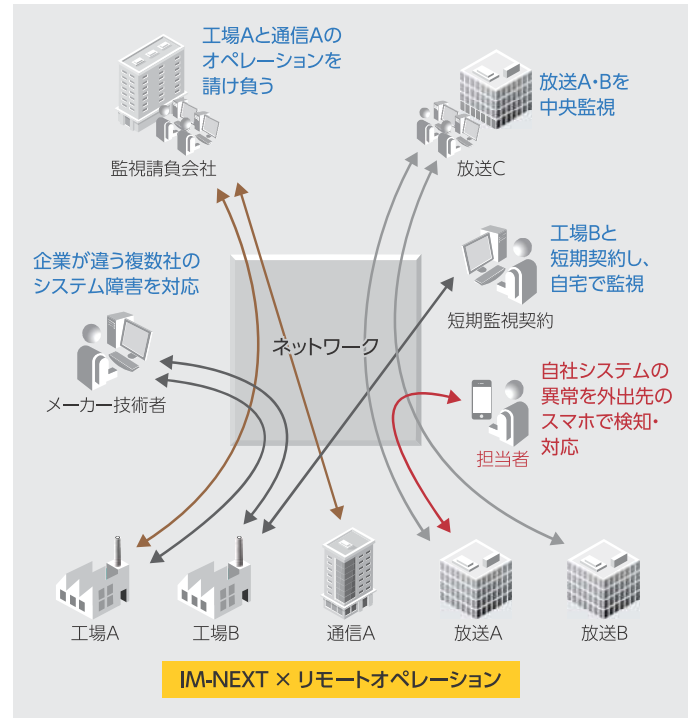 工場Aと通信Aの
オペレーションを
請け負う
監視請負会社
放送A・Bを
中央監視
放送C
企業が違う複数社の
システム障害を対応
メーカー技術者
工場Bと
短期契約し、
自宅で監視
短期監視契約
ネットワーク
自社システムの
異常を外出先の
スマホで検知・
対応
担当者
工場A
工場B
通信A
放送A
放送B
IM-NEXT × リモートオペレーション